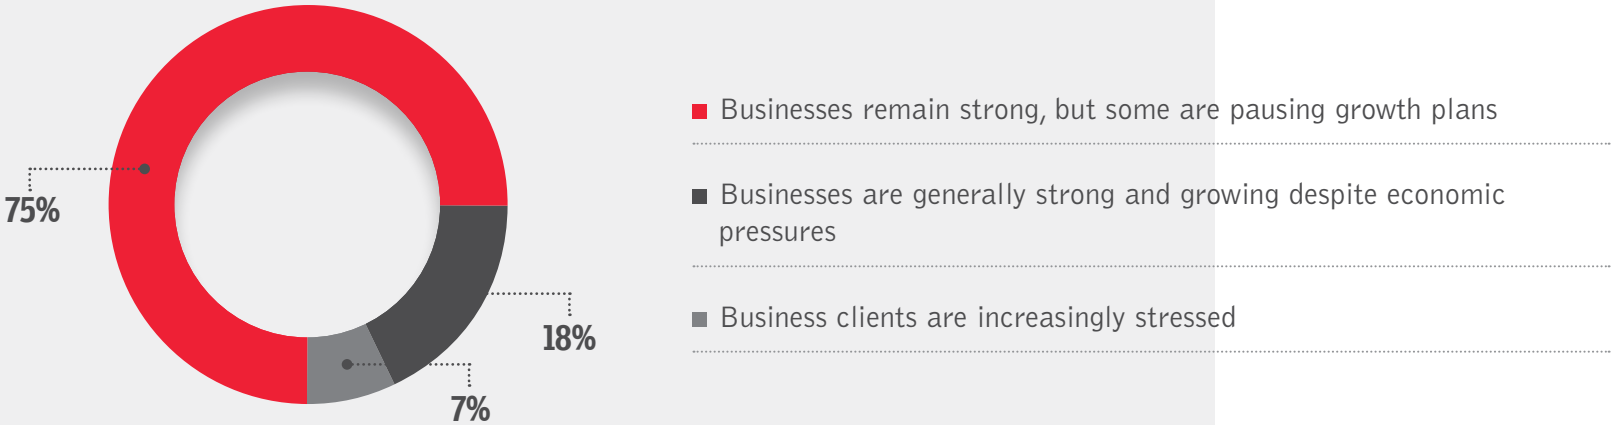 75%
18%
7%
Businesses remain strong, but some are pausing growth plans
Businesses are generally strong and growing despite economic
pressures
Business clients are increasingly stressed